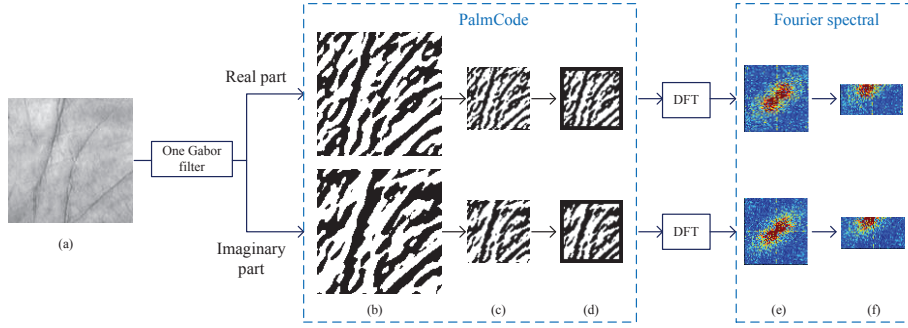 PalmCode
Fourier spectral
Real part
One Gabor
filter
DFT
Imaginary
part
DFT
(a)
(b)
(c)
(d)
(e)
(f)